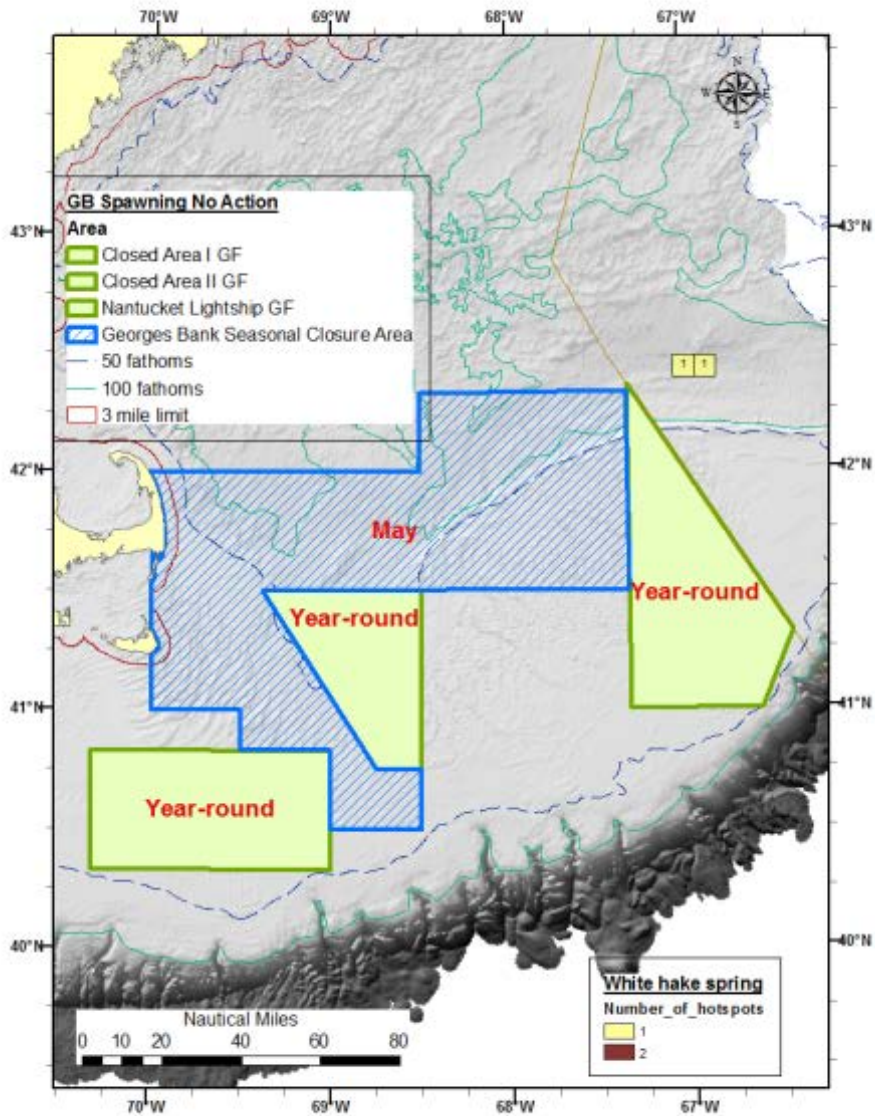 70°W 69°W 68°W 67°W
N
W E
S
43°N 43°N
GB Spawning No Action
Area
Closed Area I GF
Closed Area II GF
Nantucket Lightship GF
Georges Bank Seasonal Closure Area
50 fathoms
100 fathoms
3 mile limit
1 1
42°N 42°N
May
Year-round
Year-round
41°N 41°N
Year-round
40°N 40°N
White hake spring
Number_of_hotspots
1
2
Nautical Miles
0 10 20 40 60 80
70°W 69°W 68°W 67°W